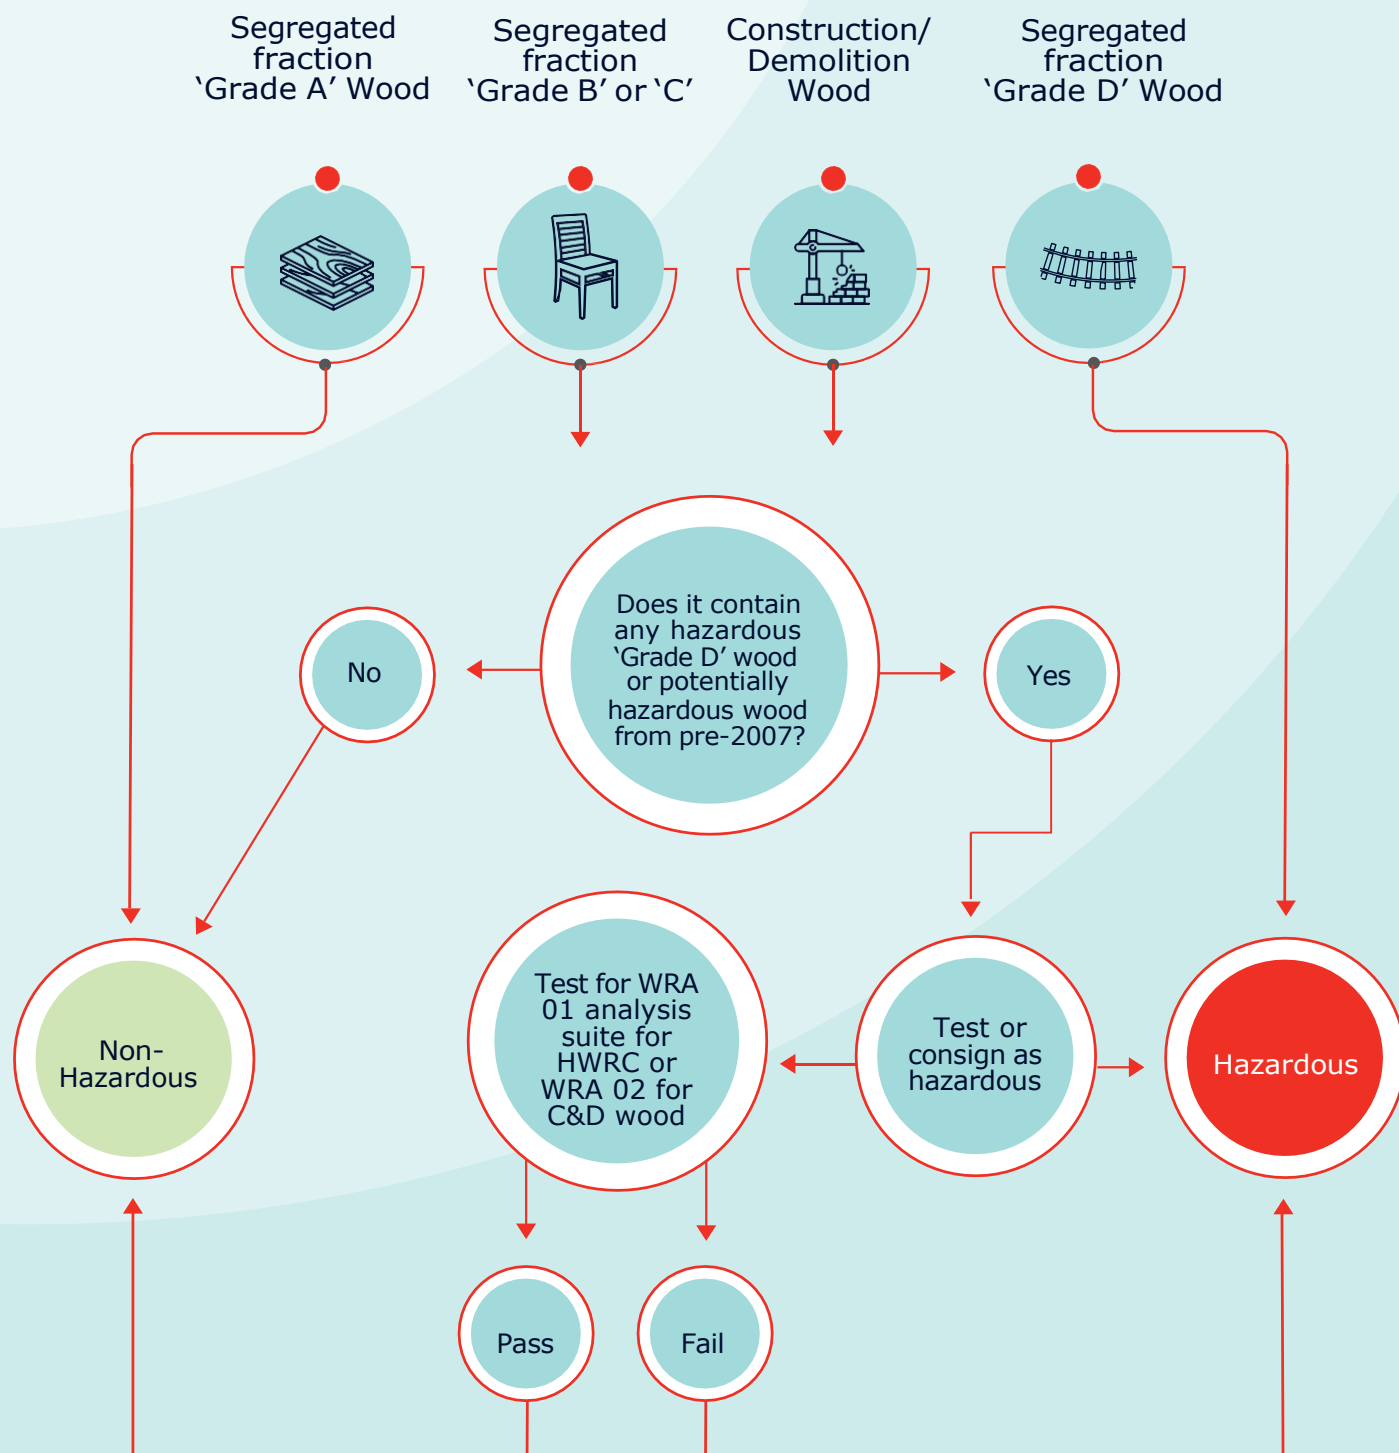 Segregated
fraction
‘Grade A’ Wood
Segregated
fraction
‘Grade B’ or ‘C’
Construction/
Demolition
Wood
Segregated
fraction
‘Grade D’ Wood
Does it contain
any hazardous
‘Grade D’ wood
or potentially
hazardous wood
from pre-2007?
No
Yes
Non-
Hazardous
Test for WRA
01 analysis
suite for
HWRC or
WRA 02 for
C&D wood
Test or
consign as
hazardous
Hazardous
Pass
Fail